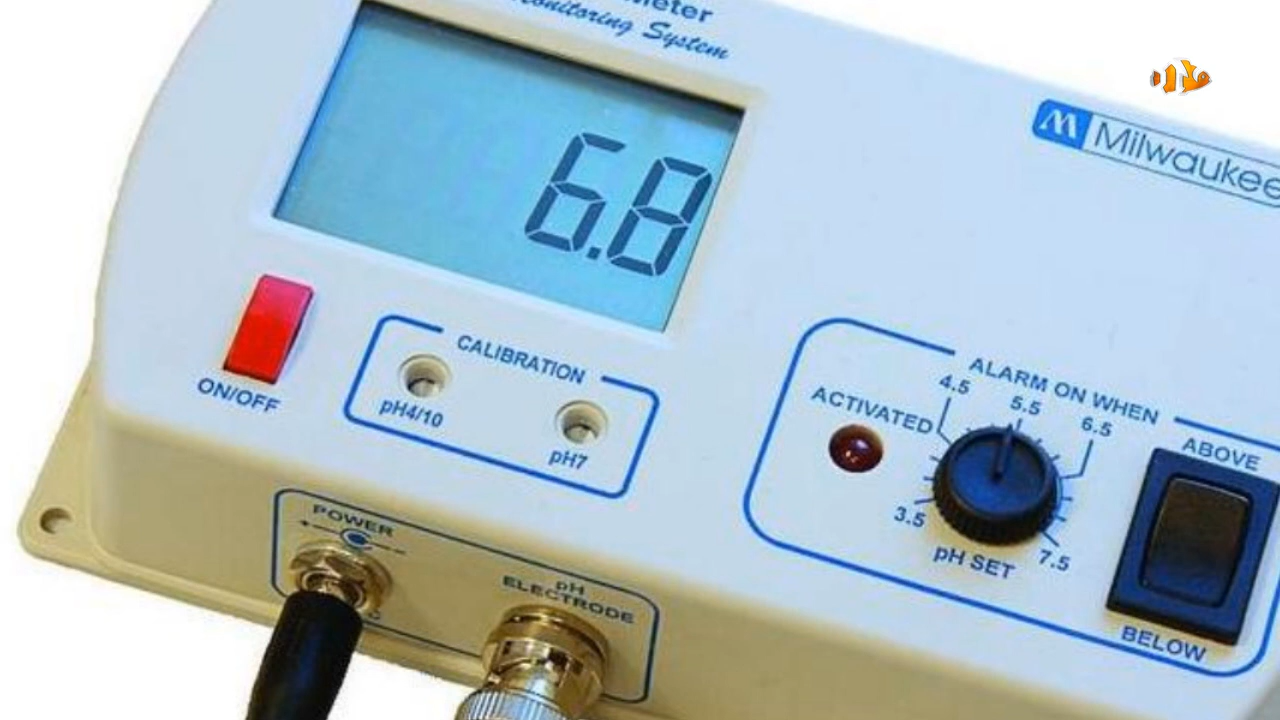 Meter
Monitoring System
Milwaukee
6.8
ON/OFF
CALIBRATION
pH4/10
pH7
ALARM ON WHEN
4.5
5.5
6.5
ACTIVATED
ABOVE
3.5
7.5
pH SET
BELOW
POWER
+ -
pH
ELECTRODE